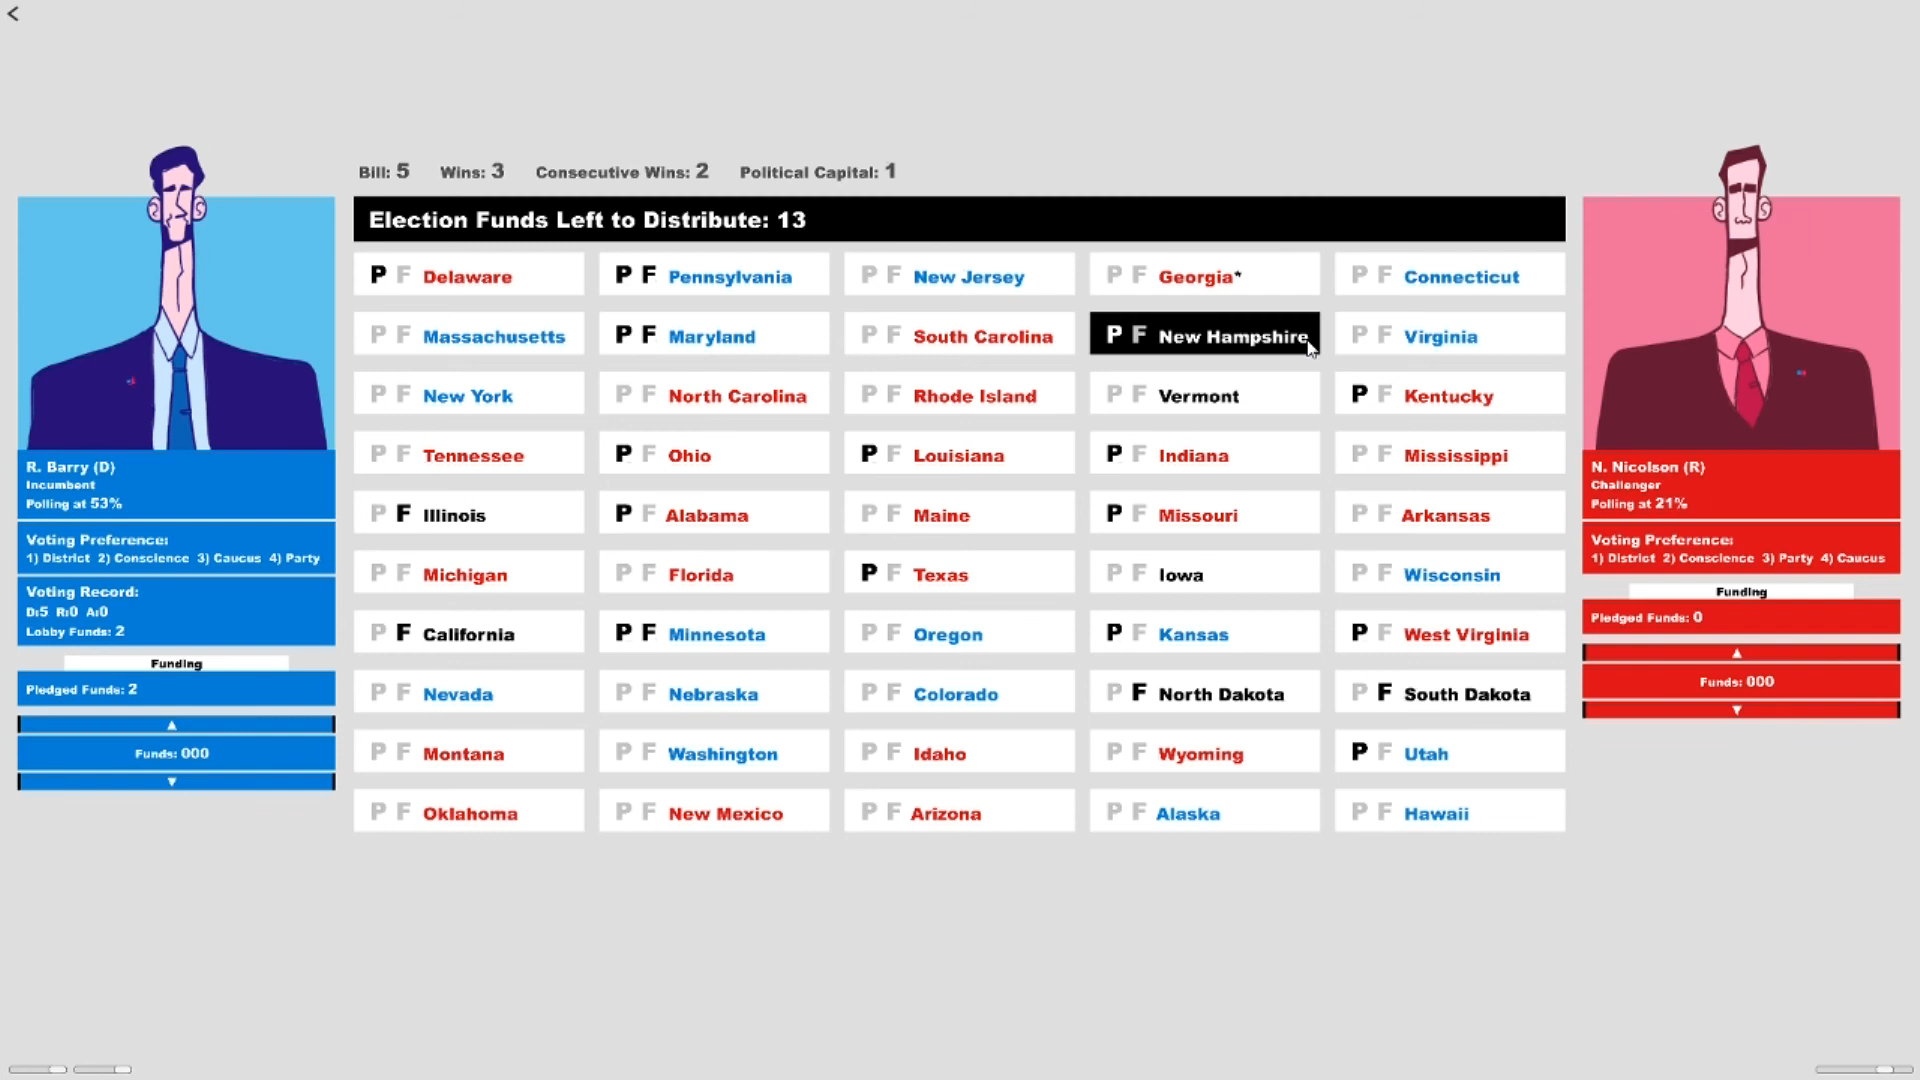 Bill: 5 Wins: 3 Consecutive Wins: 2 Political Capital: 1
Election Funds Left to Distribute: 13
P F Delaware P F Pennsylvania P F New Jersey P F Georgia* P F Connecticut
P F Massachusetts P F Maryland P F South Carolina P F New Hampshire P F Virginia
P F New York P F North Carolina P F Rhode Island P F Vermont P F Kentucky
P F Tennessee P F Ohio P F Louisiana P F Indiana P F Mississippi
P F Illinois P F Alabama P F Maine P F Missouri P F Arkansas
P F Michigan P F Florida P F Texas P F Iowa P F Wisconsin
P F California P F Minnesota P F Oregon P F Kansas P F West Virginia
P F Nevada P F Nebraska P F Colorado P F North Dakota P F South Dakota
P F Montana P F Washington P F Idaho P F Wyoming P F Utah
P F Oklahoma P F New Mexico P F Arizona P F Alaska P F Hawaii
R. Barry (D)
Incumbent
Polling at 53%
Voting Preference:
1) District 2) Conscience 3) Caucus 4) Party
Voting Record:
D:5 R:0 A:0
Lobby Funds: 2
Funding
Pledged Funds: 2
Funds: 000
N. Nicolson (R)
Challenger
Polling at 21%
Voting Preference:
1) District 2) Conscience 3) Party 4) Caucus
Funding
Pledged Funds: 0
Funds: 000